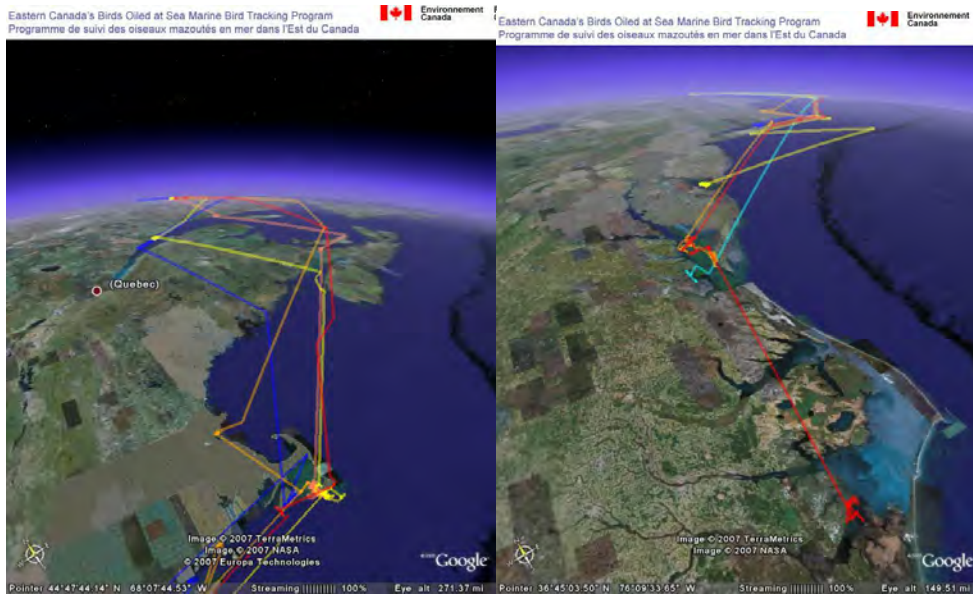 Eastern Canada's Birds Oiled at Sea Marine Bird Tracking Program
Programme de suivi des oiseaux mazoutés en mer dans l'Est du Canada
Environment
Canada
Environnement
Canada
(Quebec)
Image © 2007 TerraMetrics
Image © 2007 NASA
© 2007 Europa Technologies
©2007 Google
Pointer 44°47'44.14" N 68°07'44.53" W Streaming |||||||||| 100% Eye alt 271.37 mi
Eastern Canada's Birds Oiled at Sea Marine Bird Tracking Program
Programme de suivi des oiseaux mazoutés en mer dans l'Est du Canada
Environnement
Canada
Image © 2007 TerraMetrics
Image © 2007 NASA
©2007 Google
Pointer 36°45'03.50" N 76°09'33.65" W Streaming |||||||||| 100% Eye alt 149.51 mi